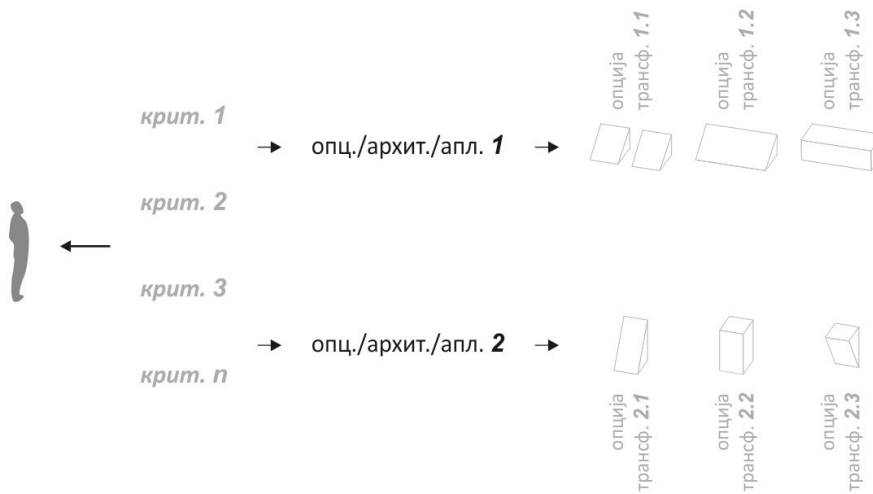 опција
трансф. 1.1
опција
трансф. 1.2
опција
трансф. 1.3
крит. 1
→ опц./архит./апл. 1 →
крит. 2
←
крит. 3
→ опц./архит./апл. 2 →
крит. n
опција
трансф. 2.1
опција
трансф. 2.2
опција
трансф. 2.3